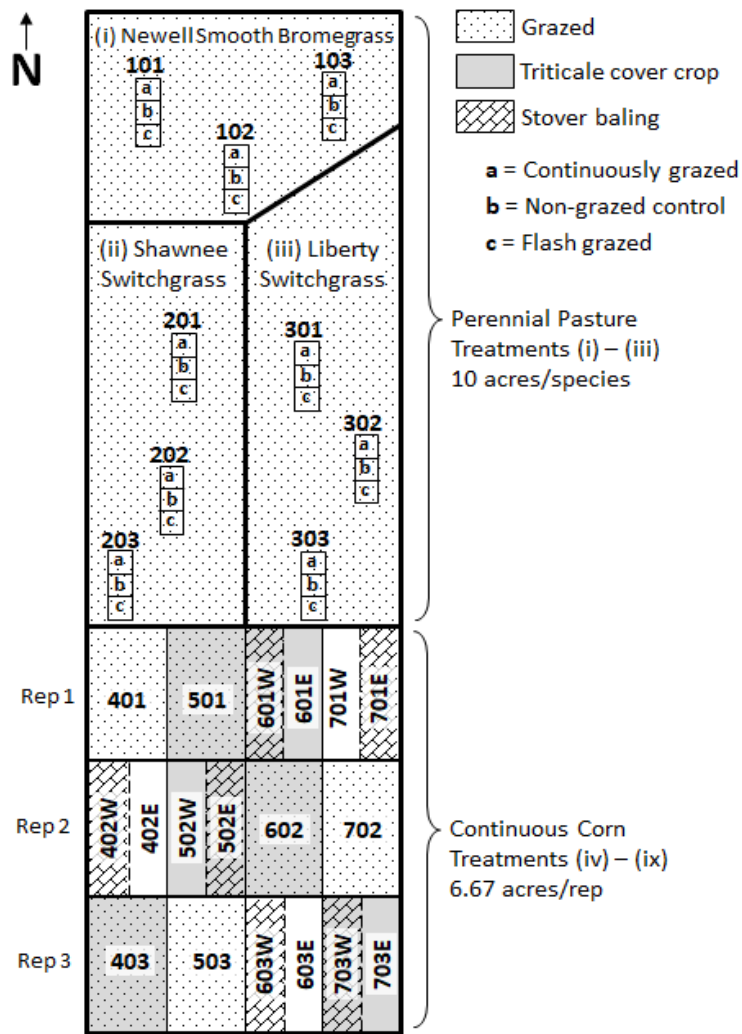 N
(i) Newell Smooth Bromegrass
101
a
b
c
102
a
b
c
103
a
b
c
(ii) Shawnee
Switchgrass
201
a
b
c
202
a
b
c
203
a
b
c
(iii) Liberty
Switchgrass
301
a
b
c
302
a
b
c
303
a
b
c
Rep 1
401
501
601W
601E
701W
701E
Rep 2
402W
402E
502W
502E
602
702
Rep 3
403
503
603W
603E
703W
703E
Grazed
Triticale cover crop
Stover baling
a = Continuously grazed
b = Non-grazed control
c = Flash grazed
Perennial Pasture
Treatments (i) – (iii)
10 acres/species
Continuous Corn
Treatments (iv) – (ix)
6.67 acres/rep